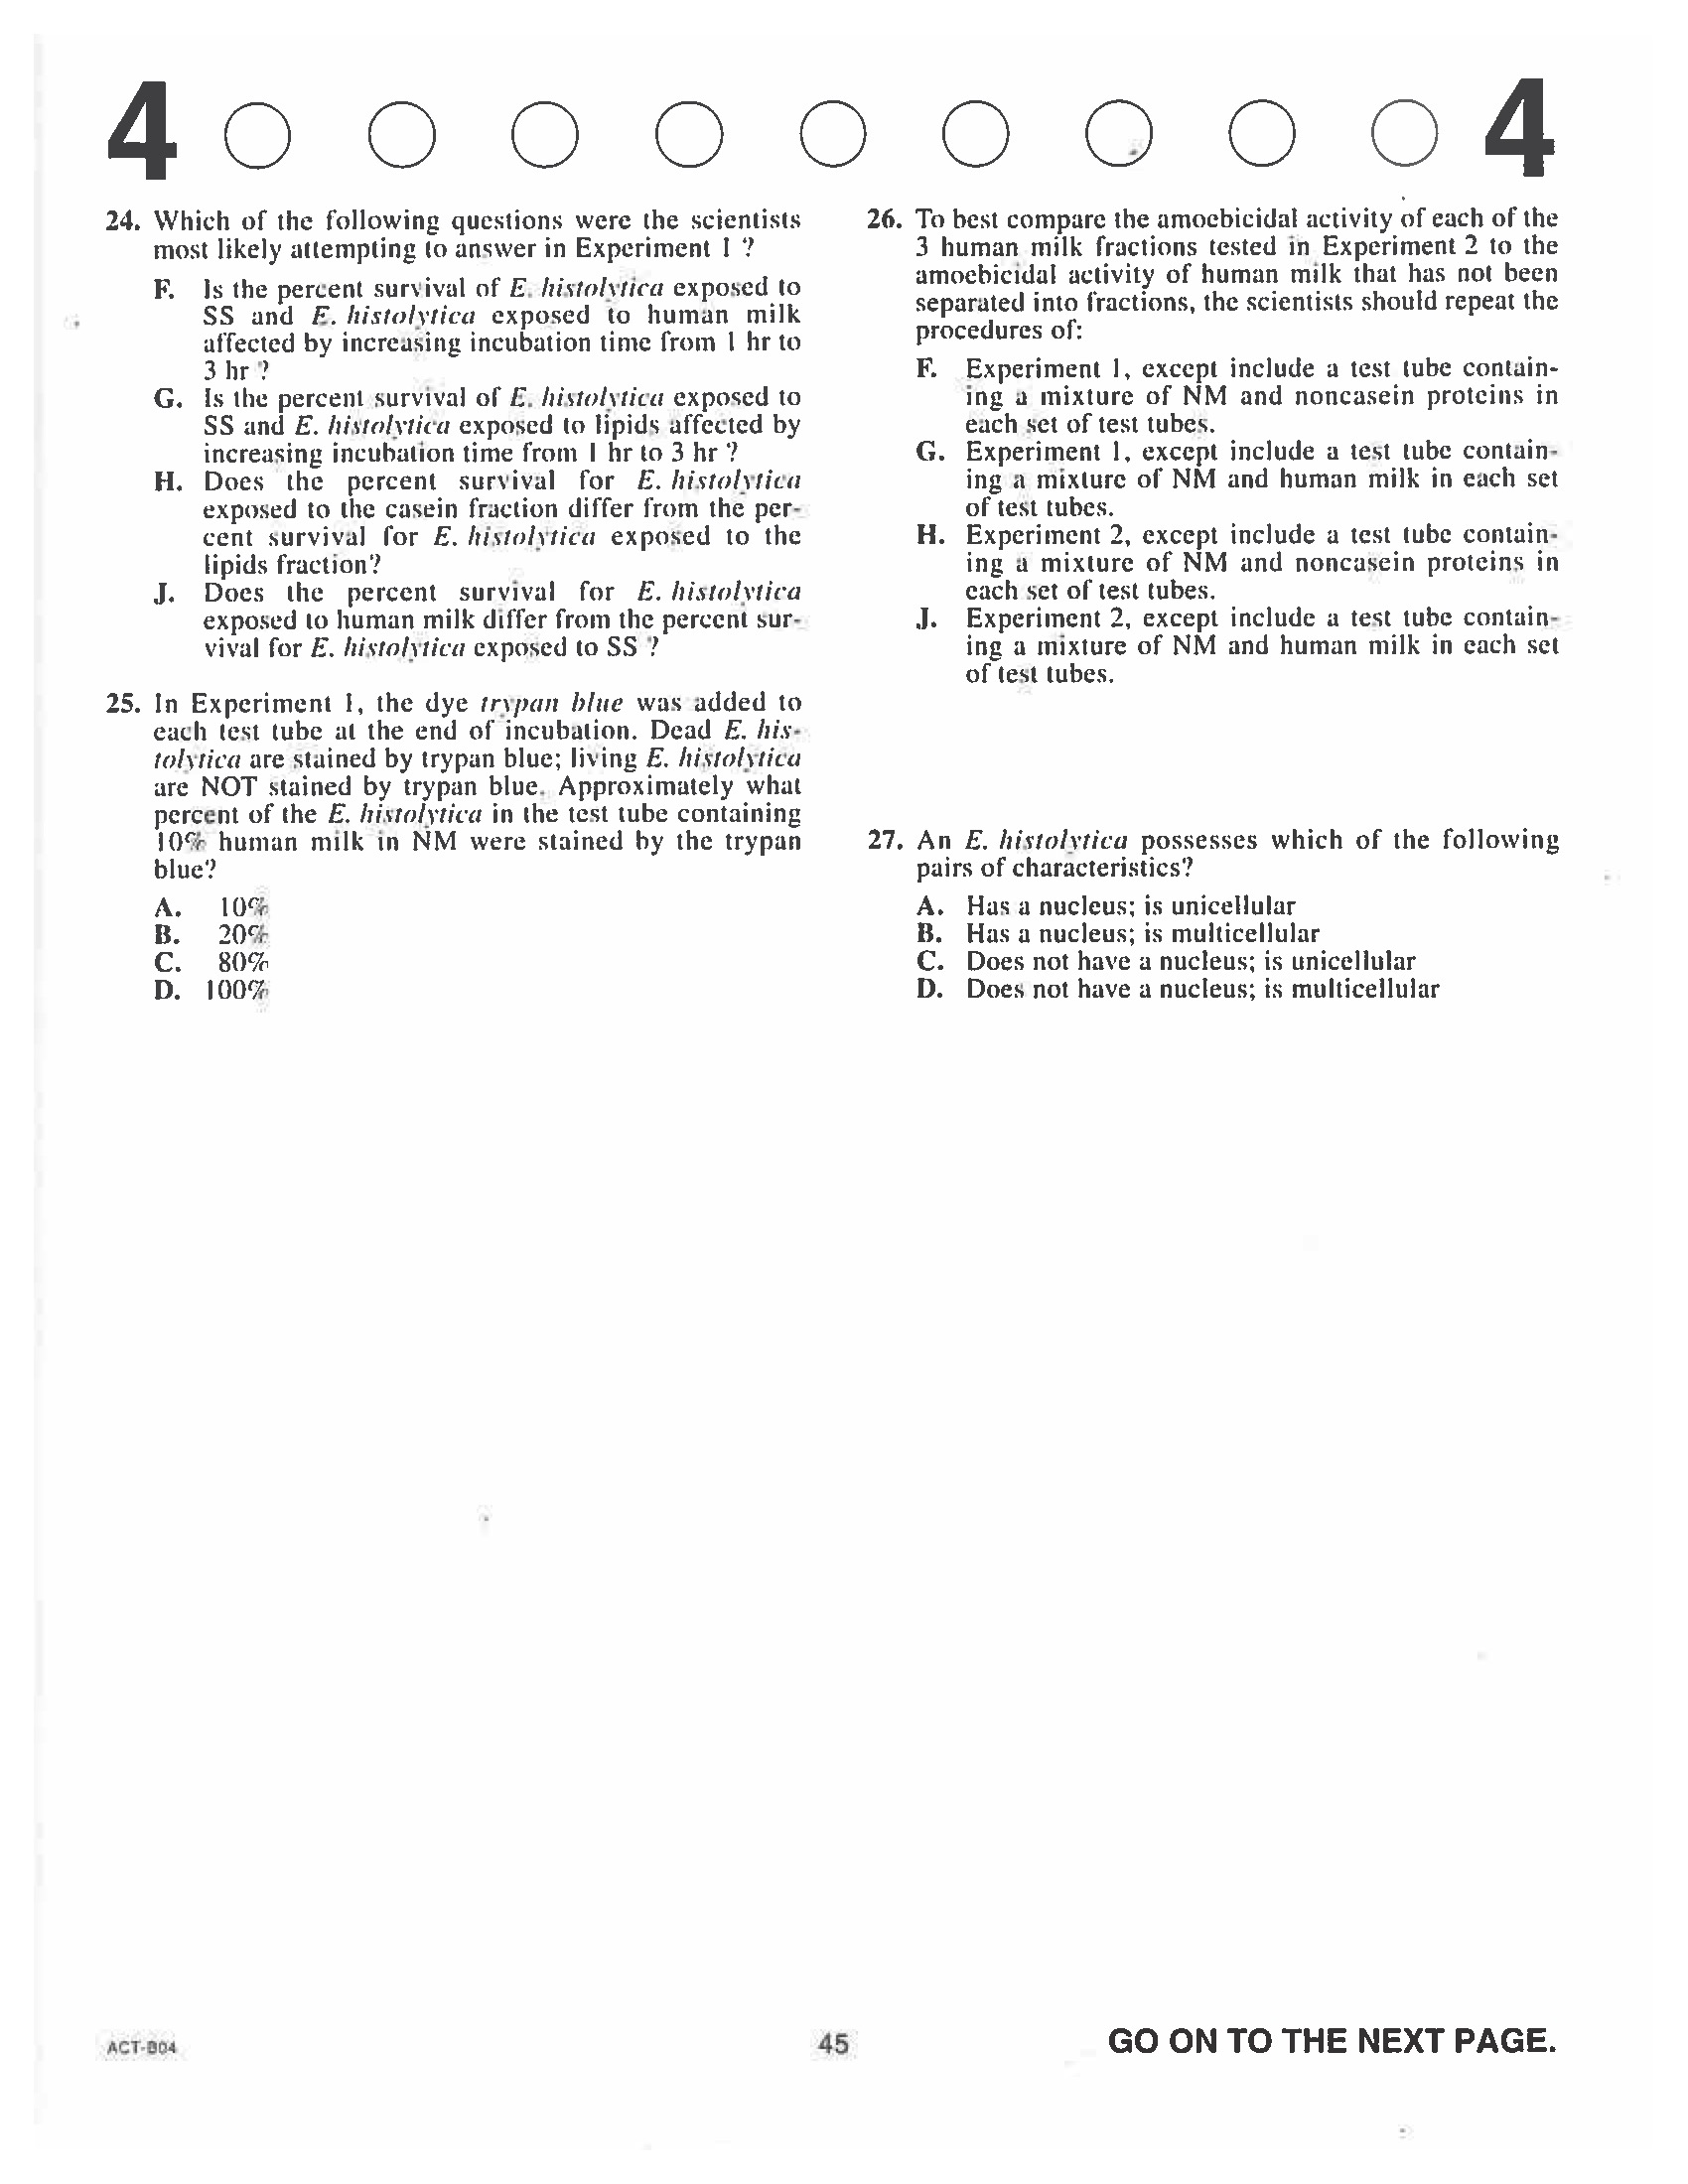 4 4
24. Which of the following questions were the scientists
most likely attempting to answer in Experiment 1 ?
F. Is the percent survival of E. histolytica exposed to
SS and E. histolytica exposed to human milk
affected by increasing incubation time from 1 hr to
3 hr ?
G. Is the percent survival of E. histolytica exposed to
SS and E. histolytica exposed to lipids affected by
increasing incubation time from 1 hr to 3 hr ?
H. Does the percent survival for E. histolytica
exposed to the casein fraction differ from the per-
cent survival for E. histolytica exposed to the
lipids fraction?
J. Does the percent survival for E. histolytica
exposed to human milk differ from the percent sur-
vival for E. histolytica exposed to SS ?
25. In Experiment 1, the dye trypan blue was added to
each test tube at the end of incubation. Dead E. his-
tolytica are stained by trypan blue; living E. histolytica
are NOT stained by trypan blue. Approximately what
percent of the E. histolytica in the test tube containing
10% human milk in NM were stained by the trypan
blue?
A. 10%
B. 20%
C. 80%
D. 100%
26. To best compare the amoebicidal activity of each of the
3 human milk fractions tested in Experiment 2 to the
amoebicidal activity of human milk that has not been
separated into fractions, the scientists should repeat the
procedures of:
F. Experiment 1, except include a test tube contain-
ing a mixture of NM and noncasein proteins in
each set of test tubes.
G. Experiment 1, except include a test tube contain-
ing a mixture of NM and human milk in each set
of test tubes.
H. Experiment 2, except include a test tube contain-
ing a mixture of NM and noncasein proteins in
each set of test tubes.
J. Experiment 2, except include a test tube contain-
ing a mixture of NM and human milk in each set
of test tubes.
27. An E. histolytica possesses which of the following
pairs of characteristics?
A. Has a nucleus; is unicellular
B. Has a nucleus; is multicellular
C. Does not have a nucleus; is unicellular
D. Does not have a nucleus; is multicellular
ACT-B04 45 GO ON TO THE NEXT PAGE.